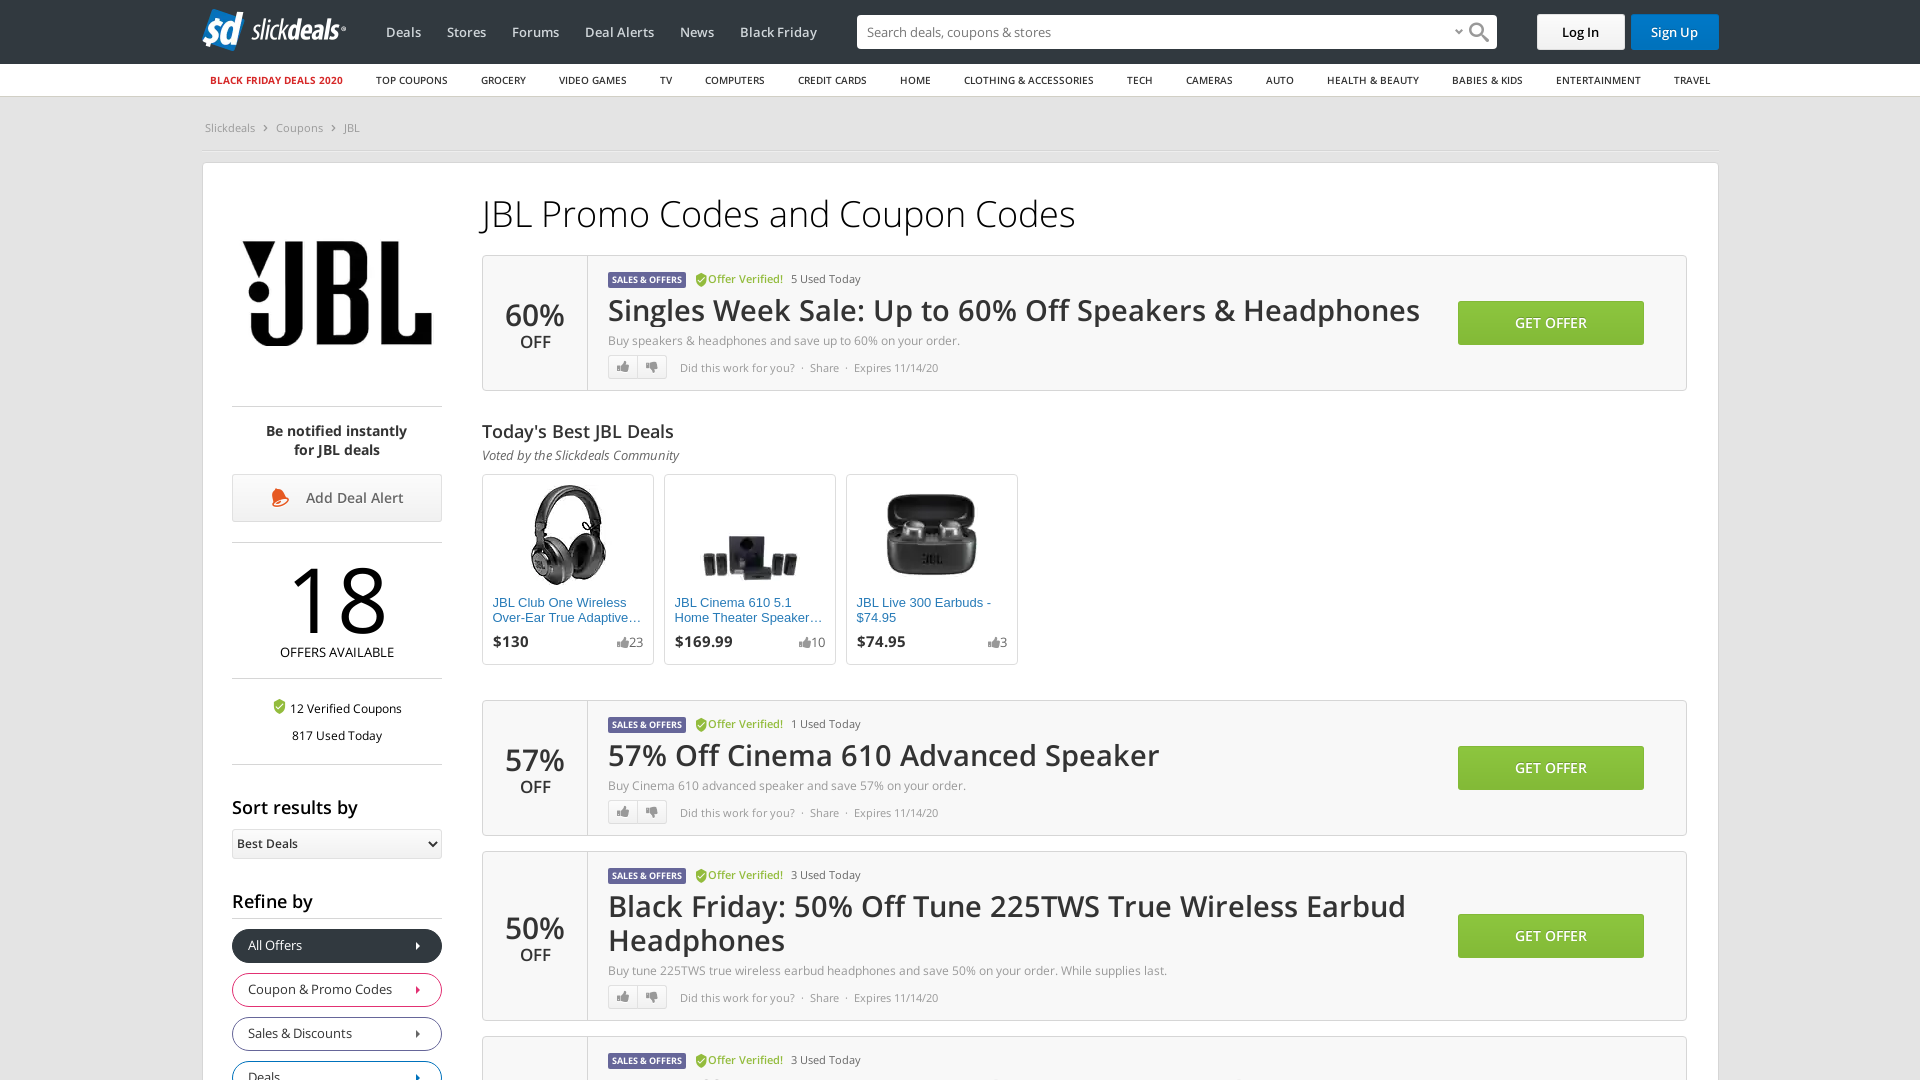 sd slickdeals
Deals
Stores
Forums
Deal Alerts
News
Black Friday
Search deals, coupons & stores
Log In
Sign Up
BLACK FRIDAY DEALS 2020
TOP COUPONS
GROCERY
VIDEO GAMES
TV
COMPUTERS
CREDIT CARDS
HOME
CLOTHING & ACCESSORIES
TECH
CAMERAS
AUTO
HEALTH & BEAUTY
BABIES & KIDS
ENTERTAINMENT
TRAVEL
Slickdeals › Coupons › JBL
JBL
Be notified instantly
for JBL deals
Add Deal Alert
18
OFFERS AVAILABLE
12 Verified Coupons
817 Used Today
Sort results by
Best Deals
Refine by
All Offers
Coupon & Promo Codes
Sales & Discounts
Deals
JBL Promo Codes and Coupon Codes
60%
OFF
SALES & OFFERS Offer Verified! 5 Used Today
Singles Week Sale: Up to 60% Off Speakers & Headphones
Buy speakers & headphones and save up to 60% on your order.
Did this work for you? · Share · Expires 11/14/20
GET OFFER
Today's Best JBL Deals
Voted by the Slickdeals Community
JBL Club One Wireless
Over-Ear True Adaptive…
$130 23
JBL Cinema 610 5.1
Home Theater Speaker…
$169.99 10
JBL Live 300 Earbuds -
$74.95
$74.95 3
57%
OFF
SALES & OFFERS Offer Verified! 1 Used Today
57% Off Cinema 610 Advanced Speaker
Buy Cinema 610 advanced speaker and save 57% on your order.
Did this work for you? · Share · Expires 11/14/20
GET OFFER
50%
OFF
SALES & OFFERS Offer Verified! 3 Used Today
Black Friday: 50% Off Tune 225TWS True Wireless Earbud
Headphones
Buy tune 225TWS true wireless earbud headphones and save 50% on your order. While supplies last.
Did this work for you? · Share · Expires 11/14/20
GET OFFER
SALES & OFFERS Offer Verified! 3 Used Today